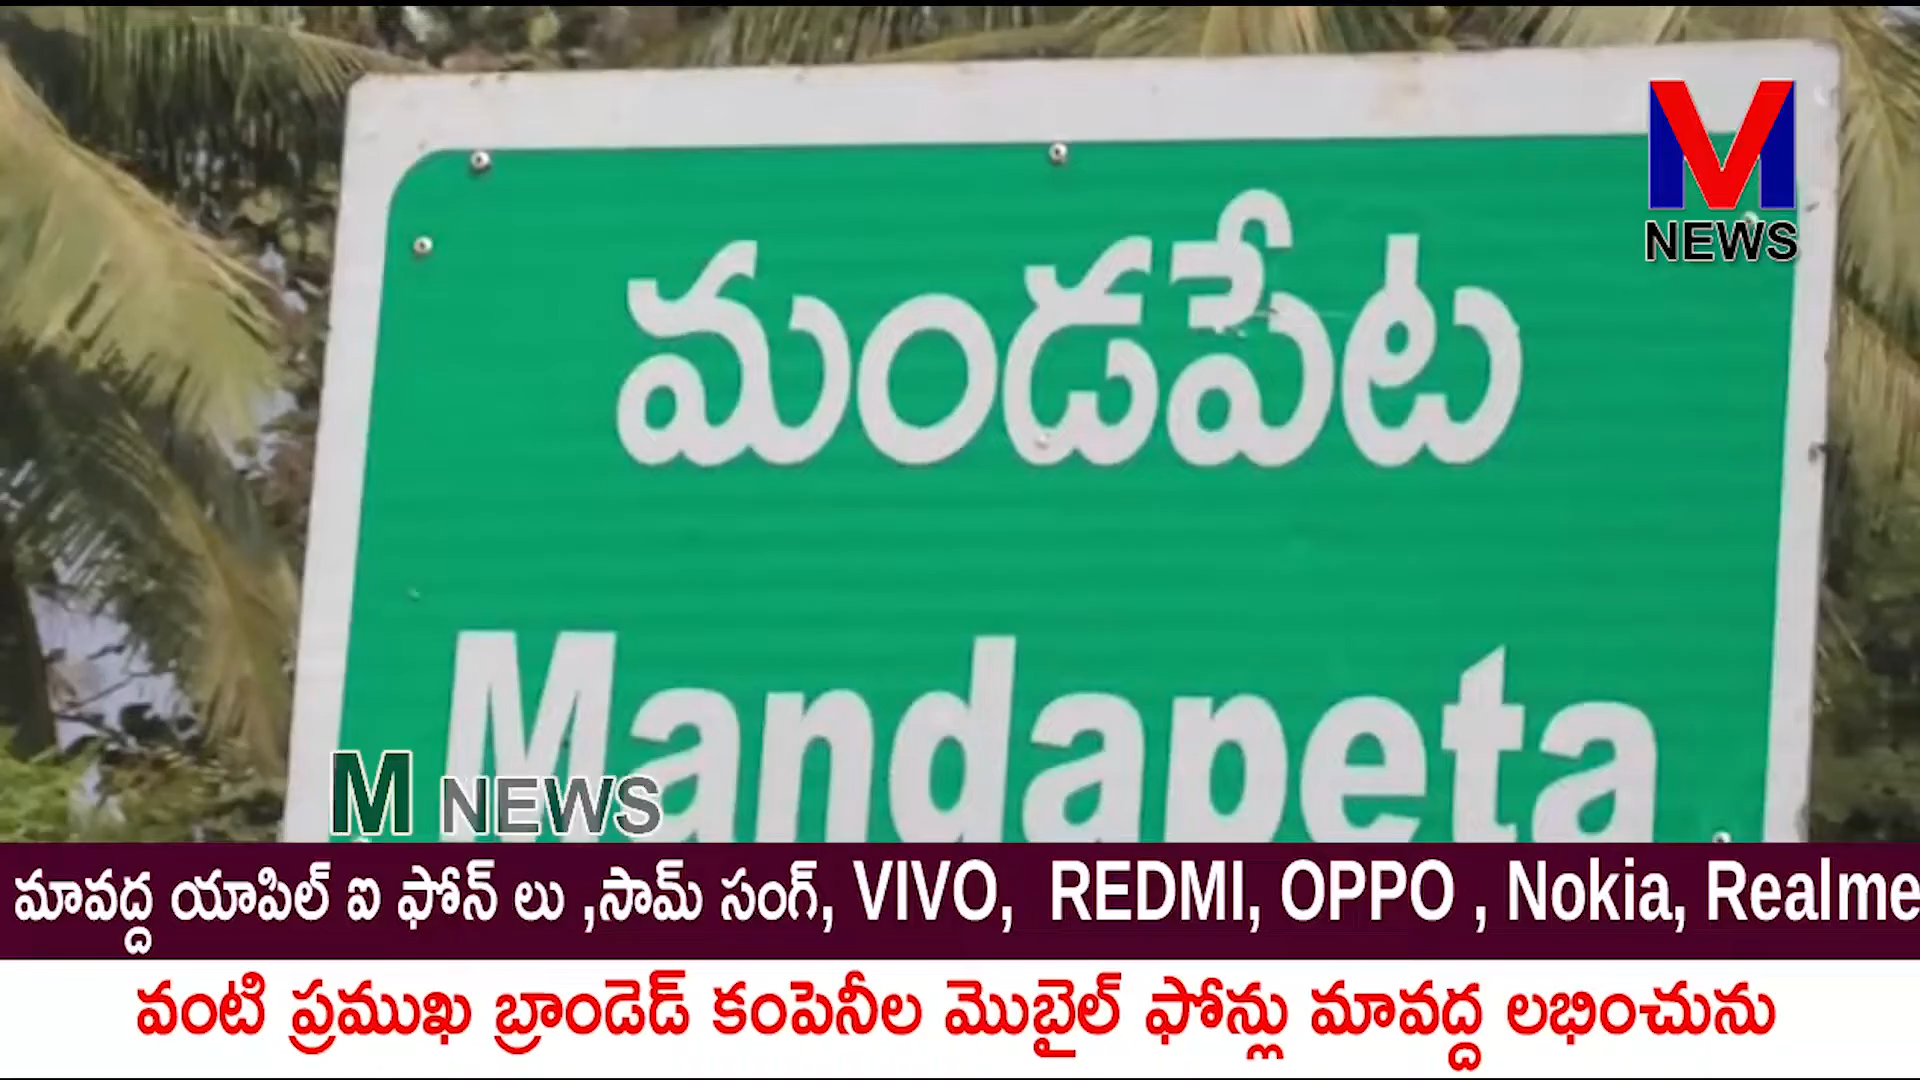 M
NEWS
మండపేట
Mandapeta
M NEWS
మావద్ద యాపిల్ ఐ ఫోన్ లు ,సామ్ సంగ్, VIVO, REDMI, OPPO , Nokia, Realme
వంటి ప్రముఖ బ్రాండెడ్ కంపెనీల మొబైల్ ఫోన్లు మావద్ద లభించును